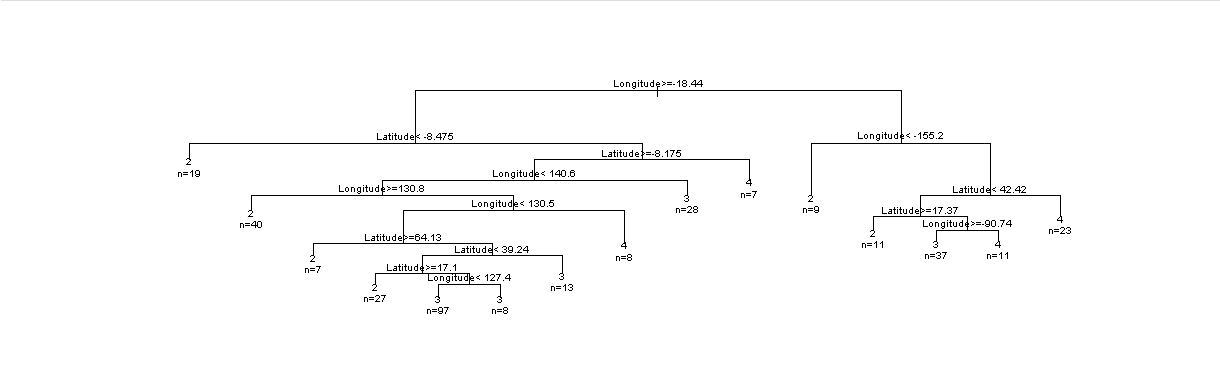 Longitude>=-18.44
Latitude< -8.475
Longitude< -155.2
2
n=19
Latitude>=-8.175
4
n=7
Longitude< 140.6
3
n=28
Longitude>=130.8
2
n=40
Longitude< 130.5
4
n=8
Latitude>=64.13
2
n=7
Latitude< 39.24
3
n=13
Latitude>=17.1
2
n=27
Longitude< 127.4
3
n=97
3
n=8
2
n=9
Latitude< 42.42
4
n=23
Latitude>=17.37
2
n=11
Longitude>=-90.74
3
n=37
4
n=11